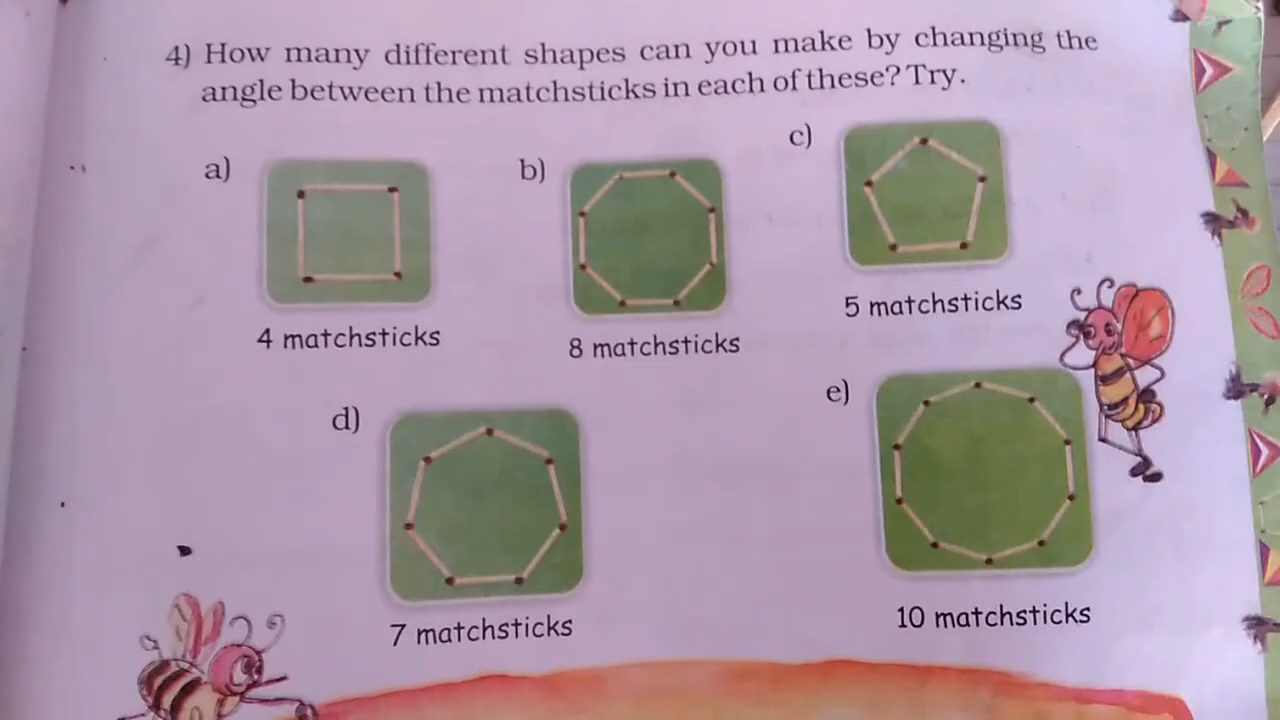 4) How many different shapes can you make by changing the
angle between the matchsticks in each of these? Try.
a)
b)
c)
4 matchsticks
8 matchsticks
5 matchsticks
d)
e)
7 matchsticks
10 matchsticks